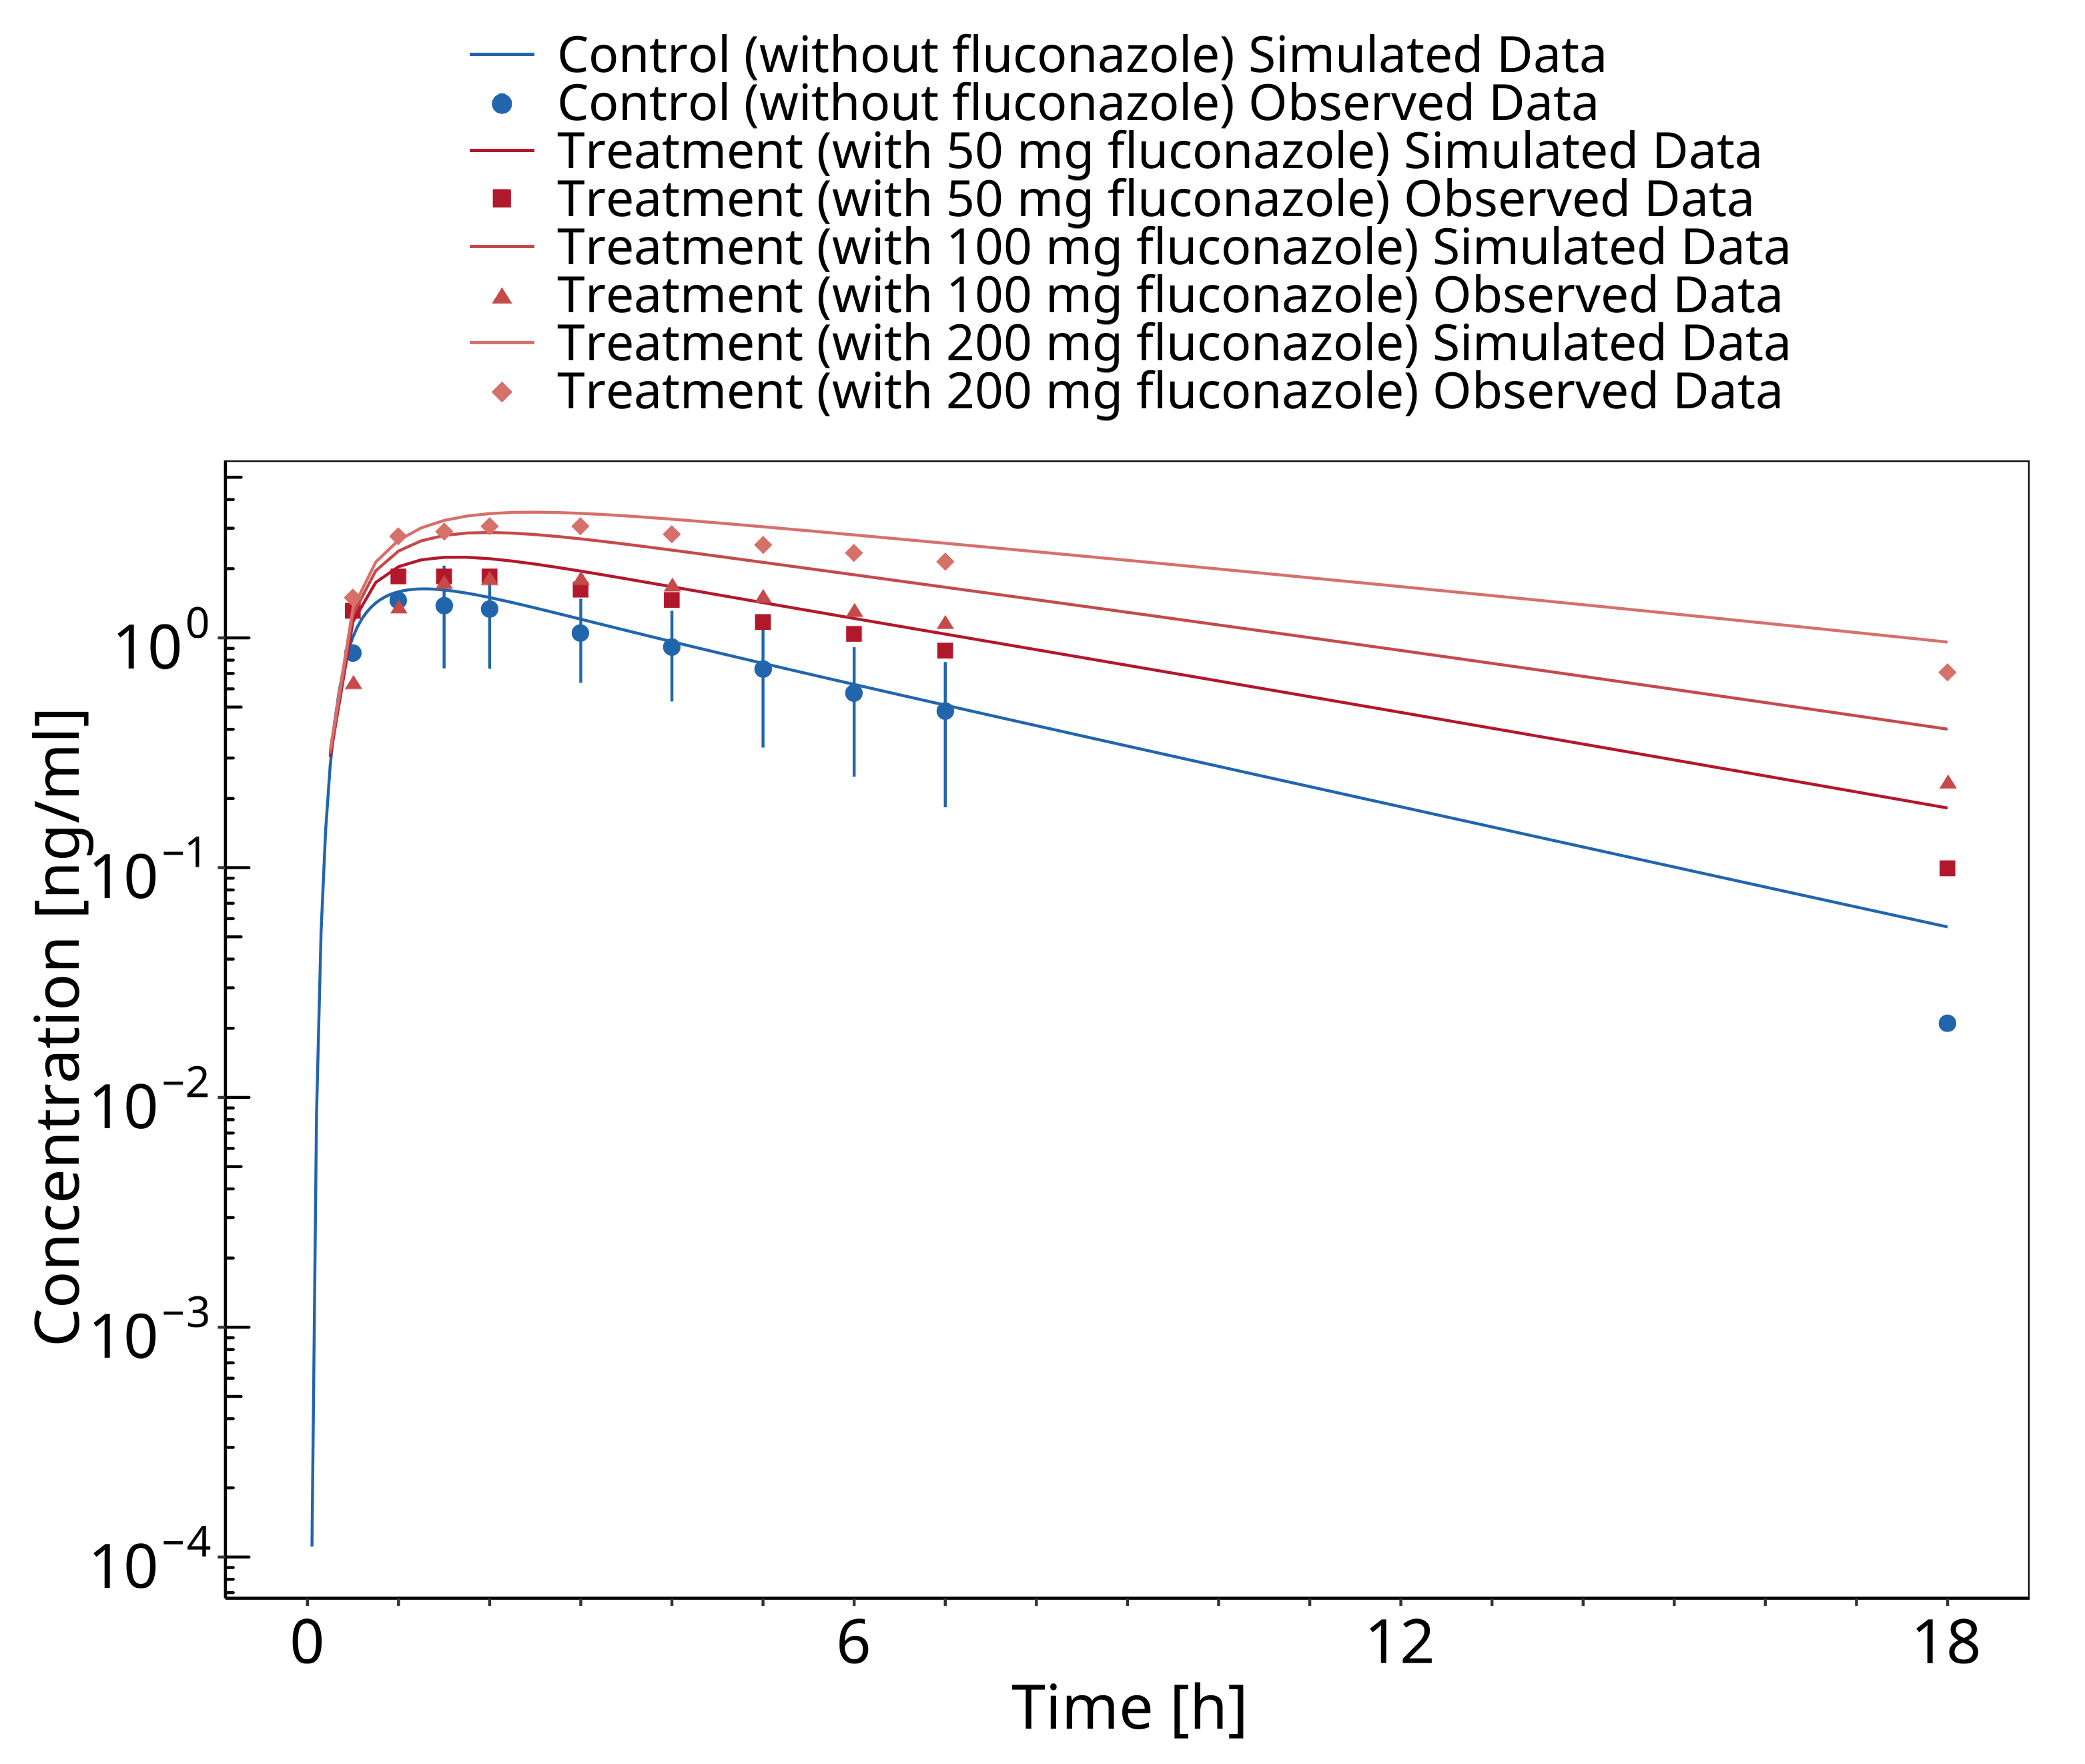 Control (without fluconazole) Simulated Data
Control (without fluconazole) Observed Data
Treatment (with 50 mg fluconazole) Simulated Data
Treatment (with 50 mg fluconazole) Observed Data
Treatment (with 100 mg fluconazole) Simulated Data
Treatment (with 100 mg fluconazole) Observed Data
Treatment (with 200 mg fluconazole) Simulated Data
Treatment (with 200 mg fluconazole) Observed Data
Concentration [ng/ml]
10⁰
10⁻¹
10⁻²
10⁻³
10⁻⁴
0 6 12 18
Time [h]